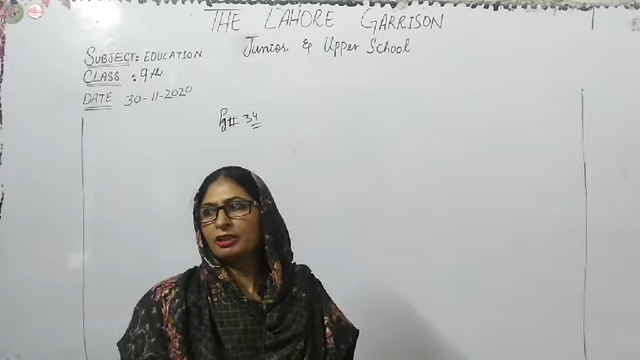 THE LAHORE GARRISON
Junior & Upper School
SUBJECT: EDUCATION
CLASS : 9th
DATE 30-11-2020
Pg# 34